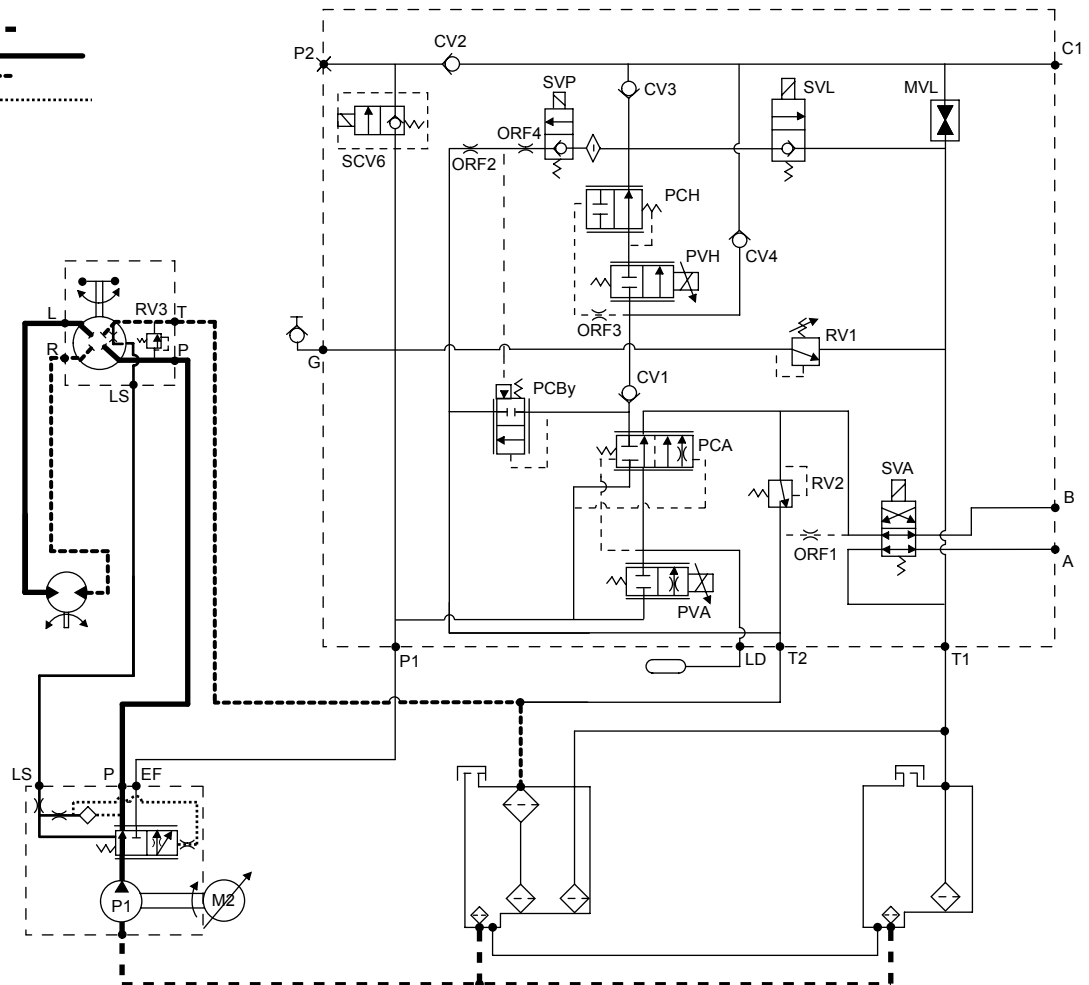 P2
CV2
C1
SVP
CV3
SVL
MVL
ORF4
ORF2
SCV6
PCH
PVH
CV4
L
RV3
T
ORF3
RV1
R
P
G
LS
PCBy
CV1
PCA
SVA
RV2
B
ORF1
A
PVA
P1
LD
T2
T1
LS
P
EF
P1
M2